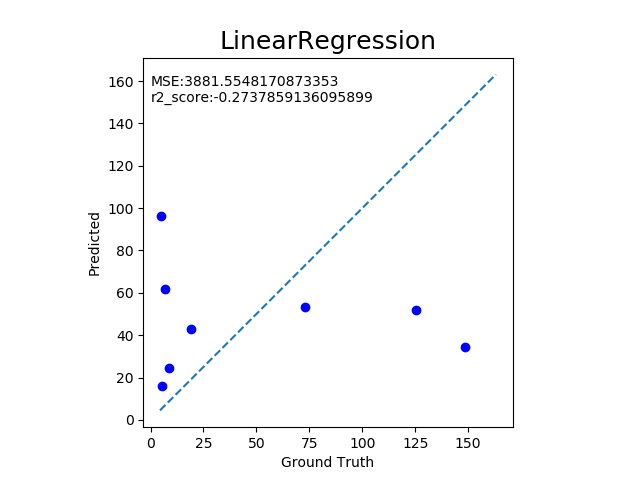 LinearRegression
MSE:3881.5548170873353
r2_score:-0.2737859136095899
160
140
120
100
80
60
40
20
0
Predicted
0 25 50 75 100 125 150
Ground Truth